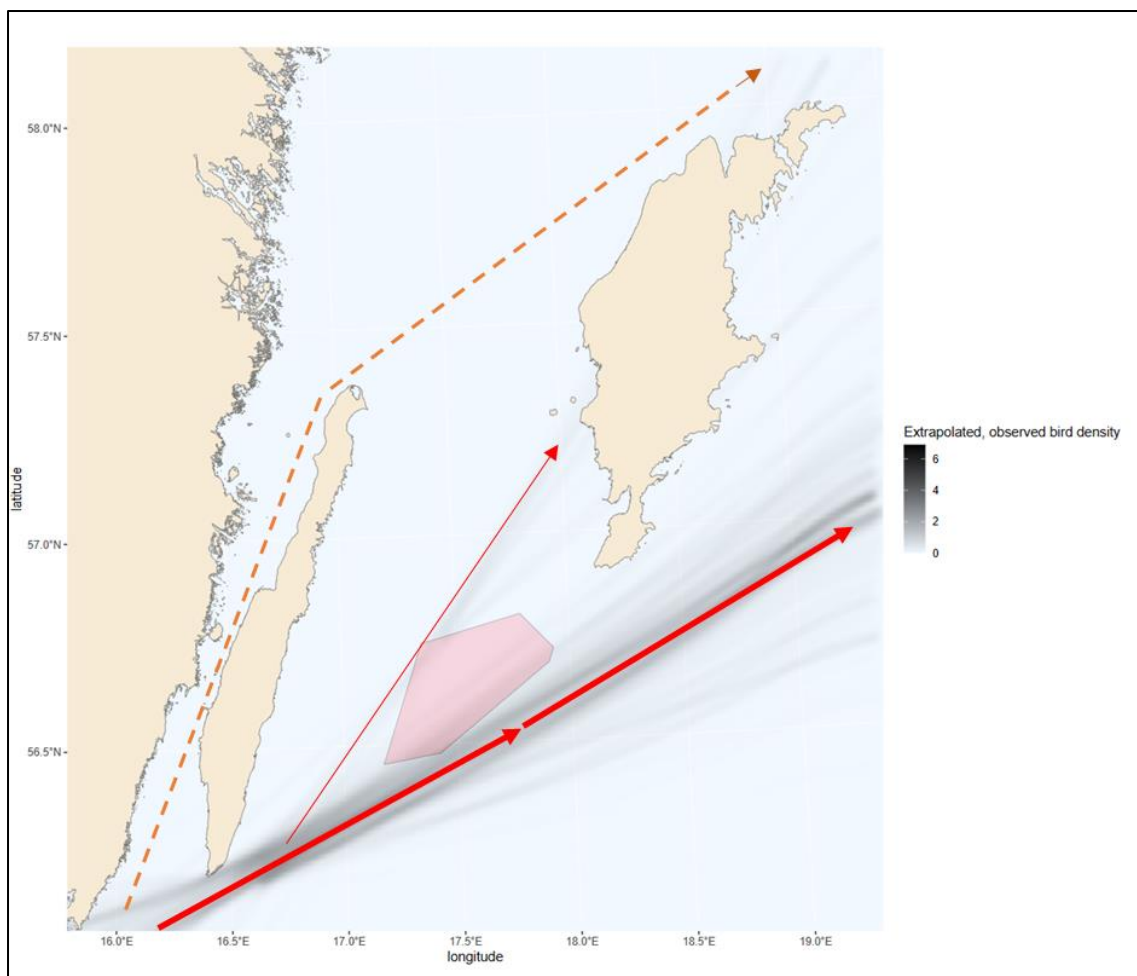 58.0°N
57.5°N
57.0°N
56.5°N
latitude
16.0°E 16.5°E 17.0°E 17.5°E 18.0°E 18.5°E 19.0°E
longitude
Extrapolated, observed bird density
6
4
2
0